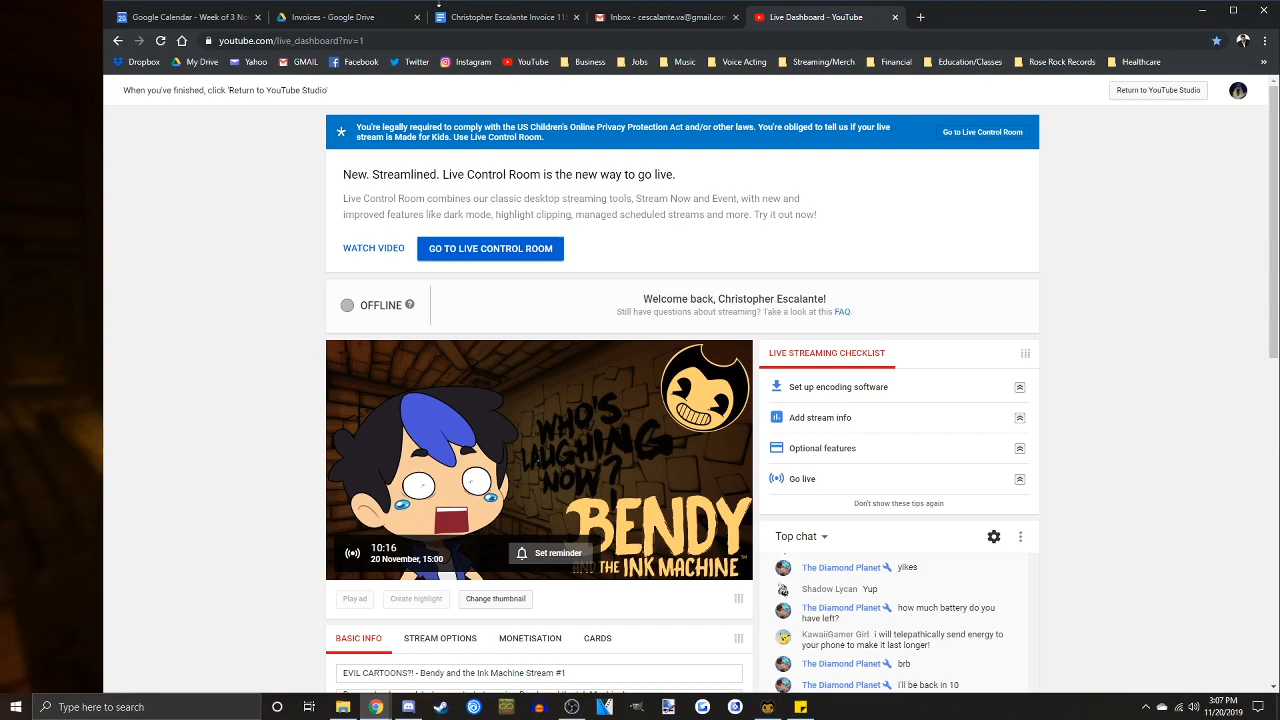 Google Calendar - Week of 3 No
Invoices - Google Drive
Christopher Escalante Invoice 11
Inbox - cescalante.va@gmail.com
Live Dashboard - YouTube
youtube.com/live_dashboard?nv=1
Dropbox
My Drive
Yahoo
GMAIL
Facebook
Twitter
Instagram
YouTube
Business
Jobs
Music
Voice Acting
Streaming/Merch
Financial
Education/Classes
Rose Rock Records
Healthcare
When you've finished, click 'Return to YouTube Studio'
Return to YouTube Studio
You're legally required to comply with the US Children's Online Privacy Protection Act and/or other laws. You're obliged to tell us if your live
stream is Made for Kids. Use Live Control Room.
Go to Live Control Room
New. Streamlined. Live Control Room is the new way to go live.
Live Control Room combines our classic desktop streaming tools, Stream Now and Event, with new and
improved features like dark mode, highlight clipping, managed scheduled streams and more. Try it out now!
WATCH VIDEO
GO TO LIVE CONTROL ROOM
OFFLINE
Welcome back, Christopher Escalante!
Still have questions about streaming? Take a look at this FAQ.
WHO'S
LAUGHING
NOW?
BENDY
AND THE INK MACHINE
10:16
20 November, 15:00
Set reminder
Play ad
Create highlight
Change thumbnail
BASIC INFO
STREAM OPTIONS
MONETISATION
CARDS
EVIL CARTOONS?! - Bendy and the Ink Machine Stream #1
LIVE STREAMING CHECKLIST
Set up encoding software
Add stream info
Optional features
Go live
Don't show these tips again
Top chat
The Diamond Planet yikes
Shadow Lycan Yup
The Diamond Planet how much battery do you
have left?
KawaiiGamer Girl i will telepathically send energy to
your phone to make it last longer!
The Diamond Planet brb
The Diamond Planet I'll be back in 10
Type here to search
3:07 PM
11/20/2019